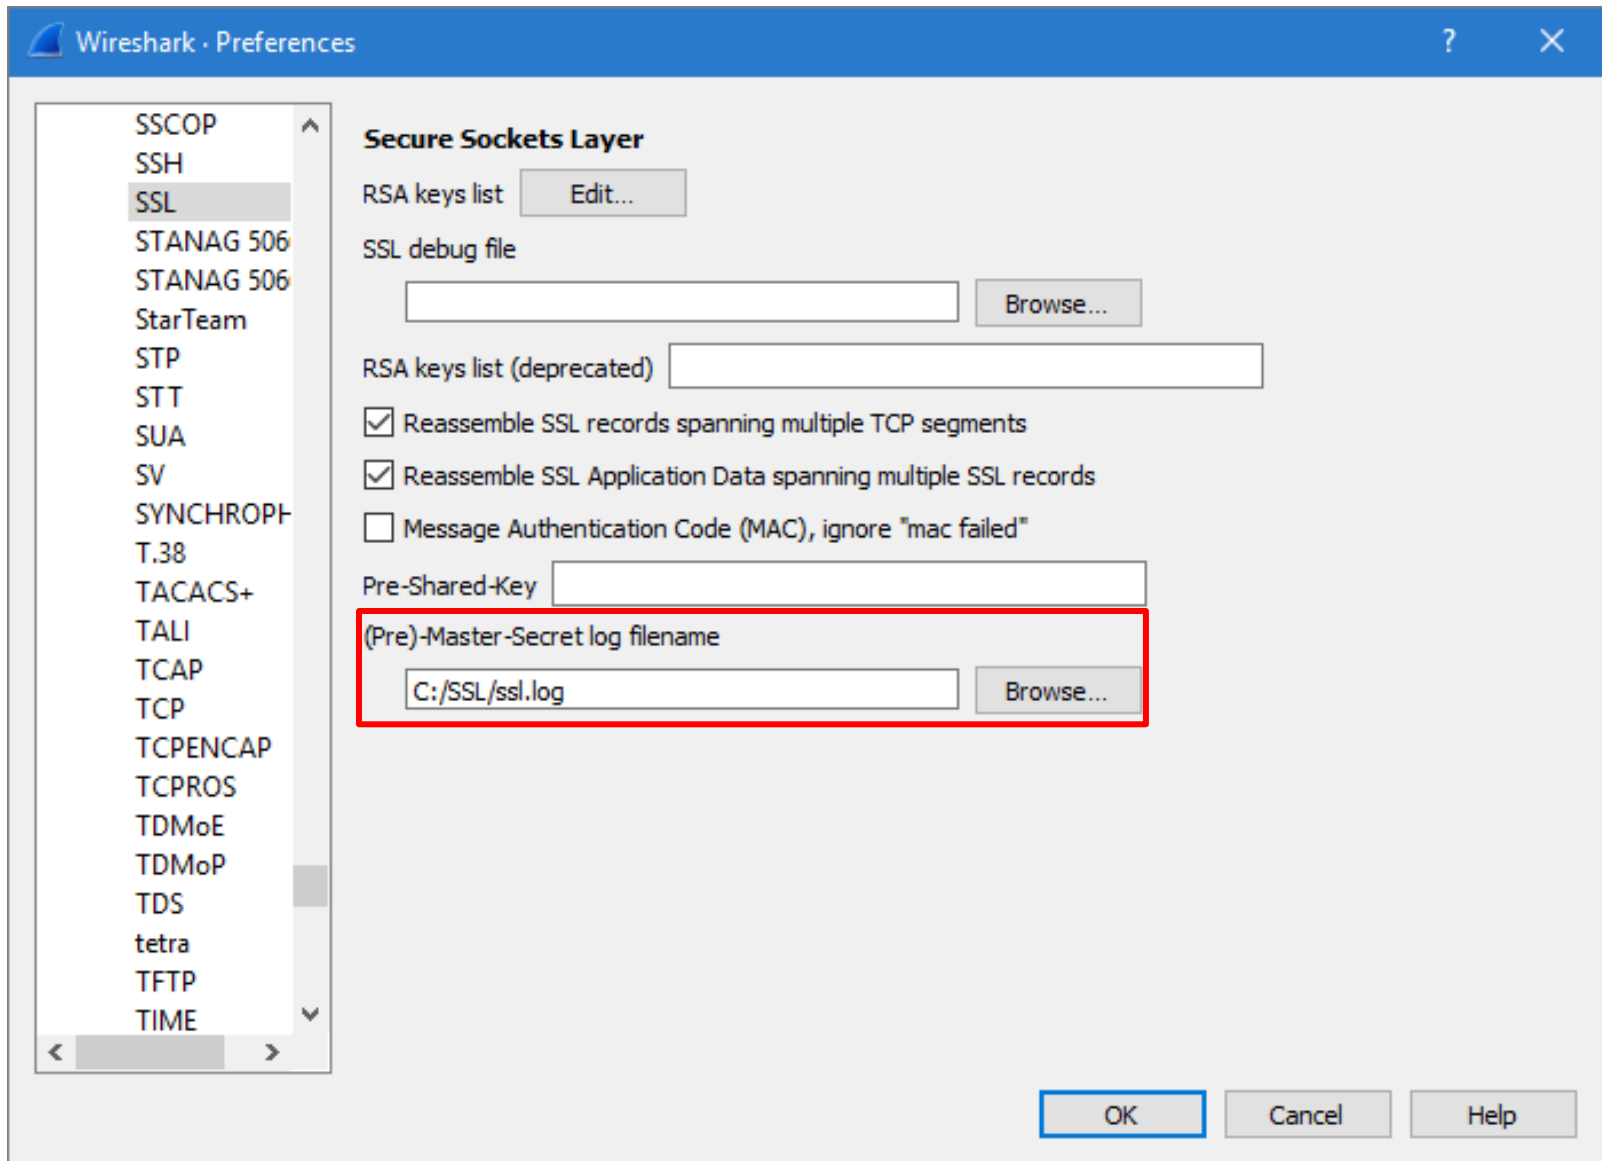 Wireshark · Preferences
?
SSCOP
SSH
SSL
STANAG 506
STANAG 506
StarTeam
STP
STT
SUA
SV
SYNCHROPH
T.38
TACACS+
TALI
TCAP
TCP
TCPENCAP
TCPROS
TDMoE
TDMoP
TDS
tetra
TFTP
TIME
Secure Sockets Layer
RSA keys list Edit...
SSL debug file
Browse...
RSA keys list (deprecated)
Reassemble SSL records spanning multiple TCP segments
Reassemble SSL Application Data spanning multiple SSL records
Message Authentication Code (MAC), ignore "mac failed"
Pre-Shared-Key
(Pre)-Master-Secret log filename
C:/SSL/ssl.log Browse...
OK Cancel Help